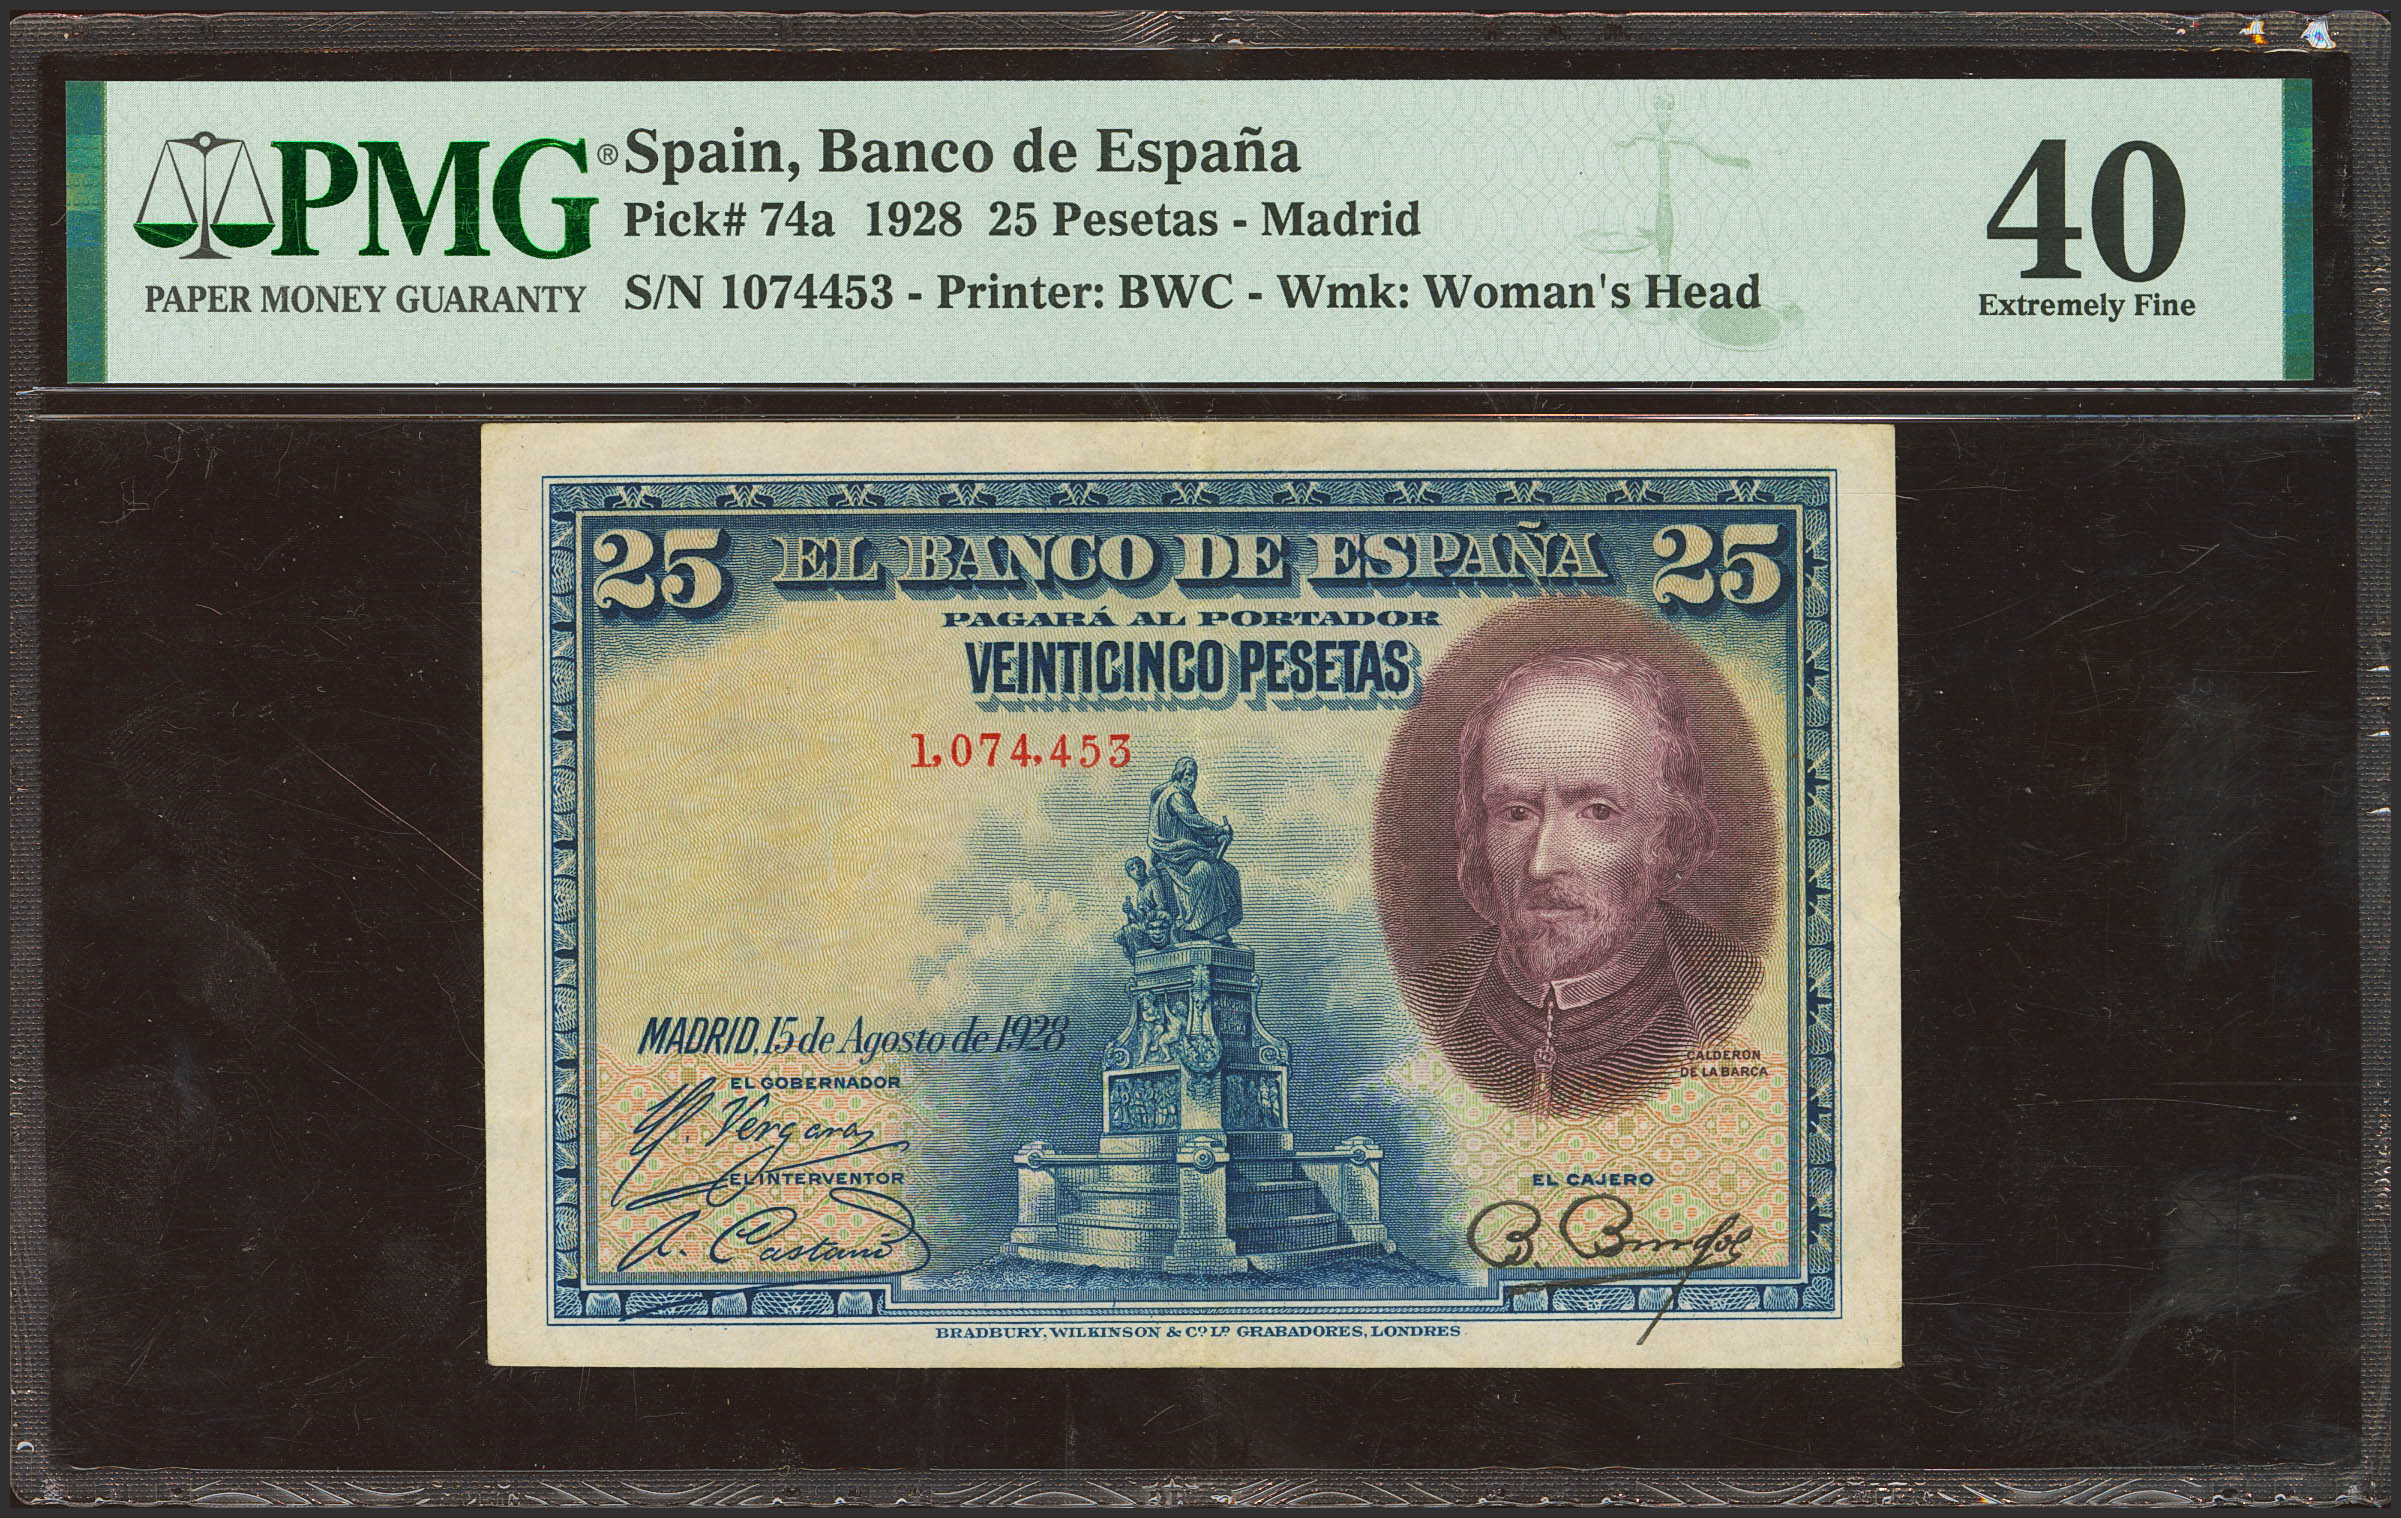 PMG®
PAPER MONEY GUARANTY
Spain, Banco de España
Pick# 74a 1928 25 Pesetas - Madrid
S/N 1074453 - Printer: BWC - Wmk: Woman's Head
40
Extremely Fine
25 EL BANCO DE ESPAÑA 25
PAGARÁ AL PORTADOR
VEINTICINCO PESETAS
1,074,453
MADRID, 15 de Agosto de 1928
CALDERON
DE LA BARCA
EL GOBERNADOR
Vergara
EL INTERVENTOR
EL CAJERO
BRADBURY, WILKINSON & Cº Lº GRABADORES, LONDRES